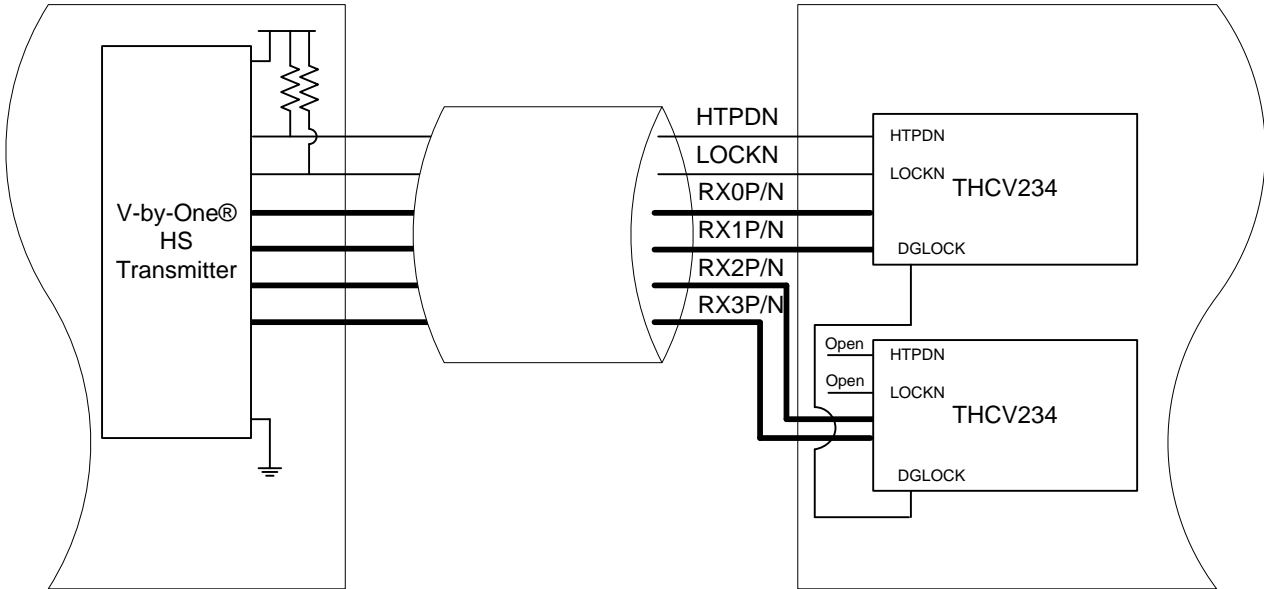 V-by-One®
HS
Transmitter
HTPDN
LOCKN
RX0P/N
RX1P/N
RX2P/N
RX3P/N
HTPDN
LOCKN
THCV234
DGLOCK
Open
HTPDN
Open
LOCKN
THCV234
DGLOCK